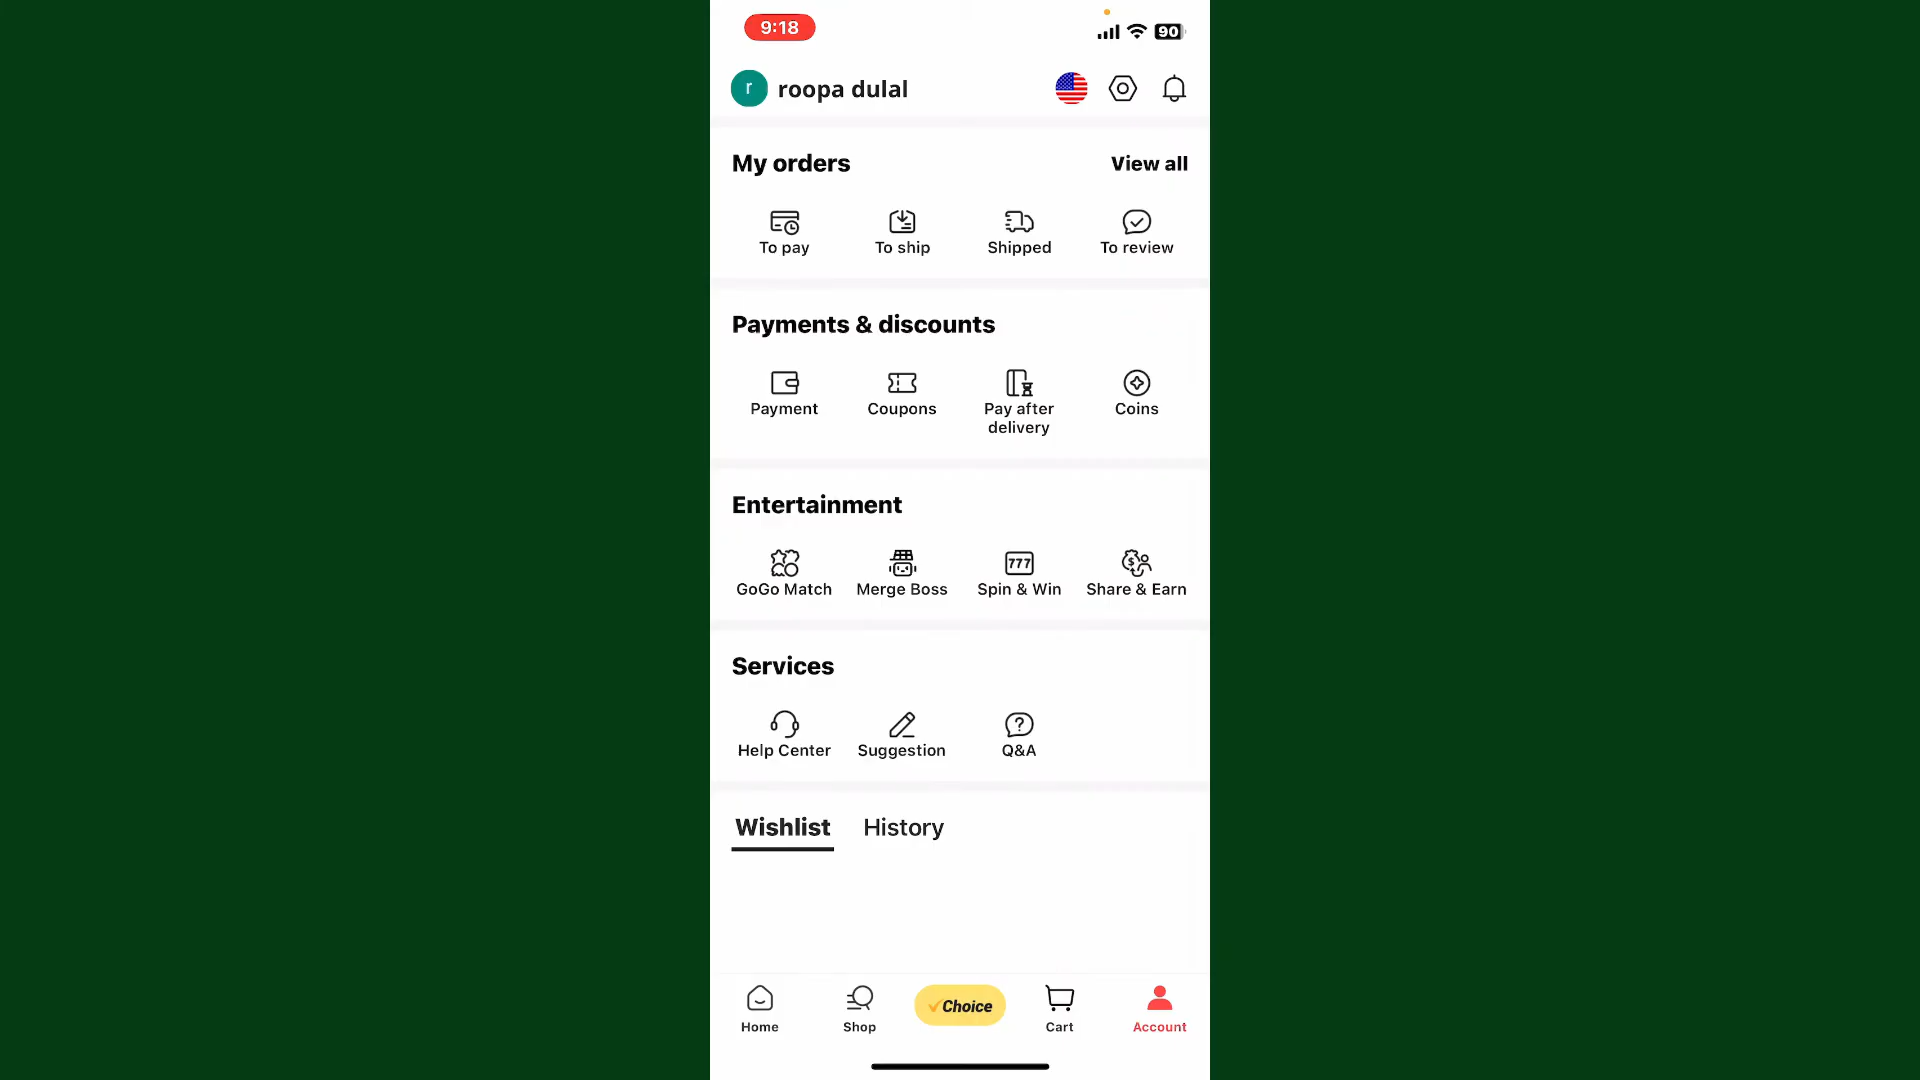 9:18
90
r
roopa dulal
My orders
View all
To pay
To ship
Shipped
To review
Payments & discounts
Payment
Coupons
Pay after
delivery
Coins
Entertainment
777
$
GoGo Match
Merge Boss
Spin & Win
Share & Earn
Services
?
Help Center
Suggestion
Q&A
Wishlist
History
Choice
Home
Shop
Cart
Account